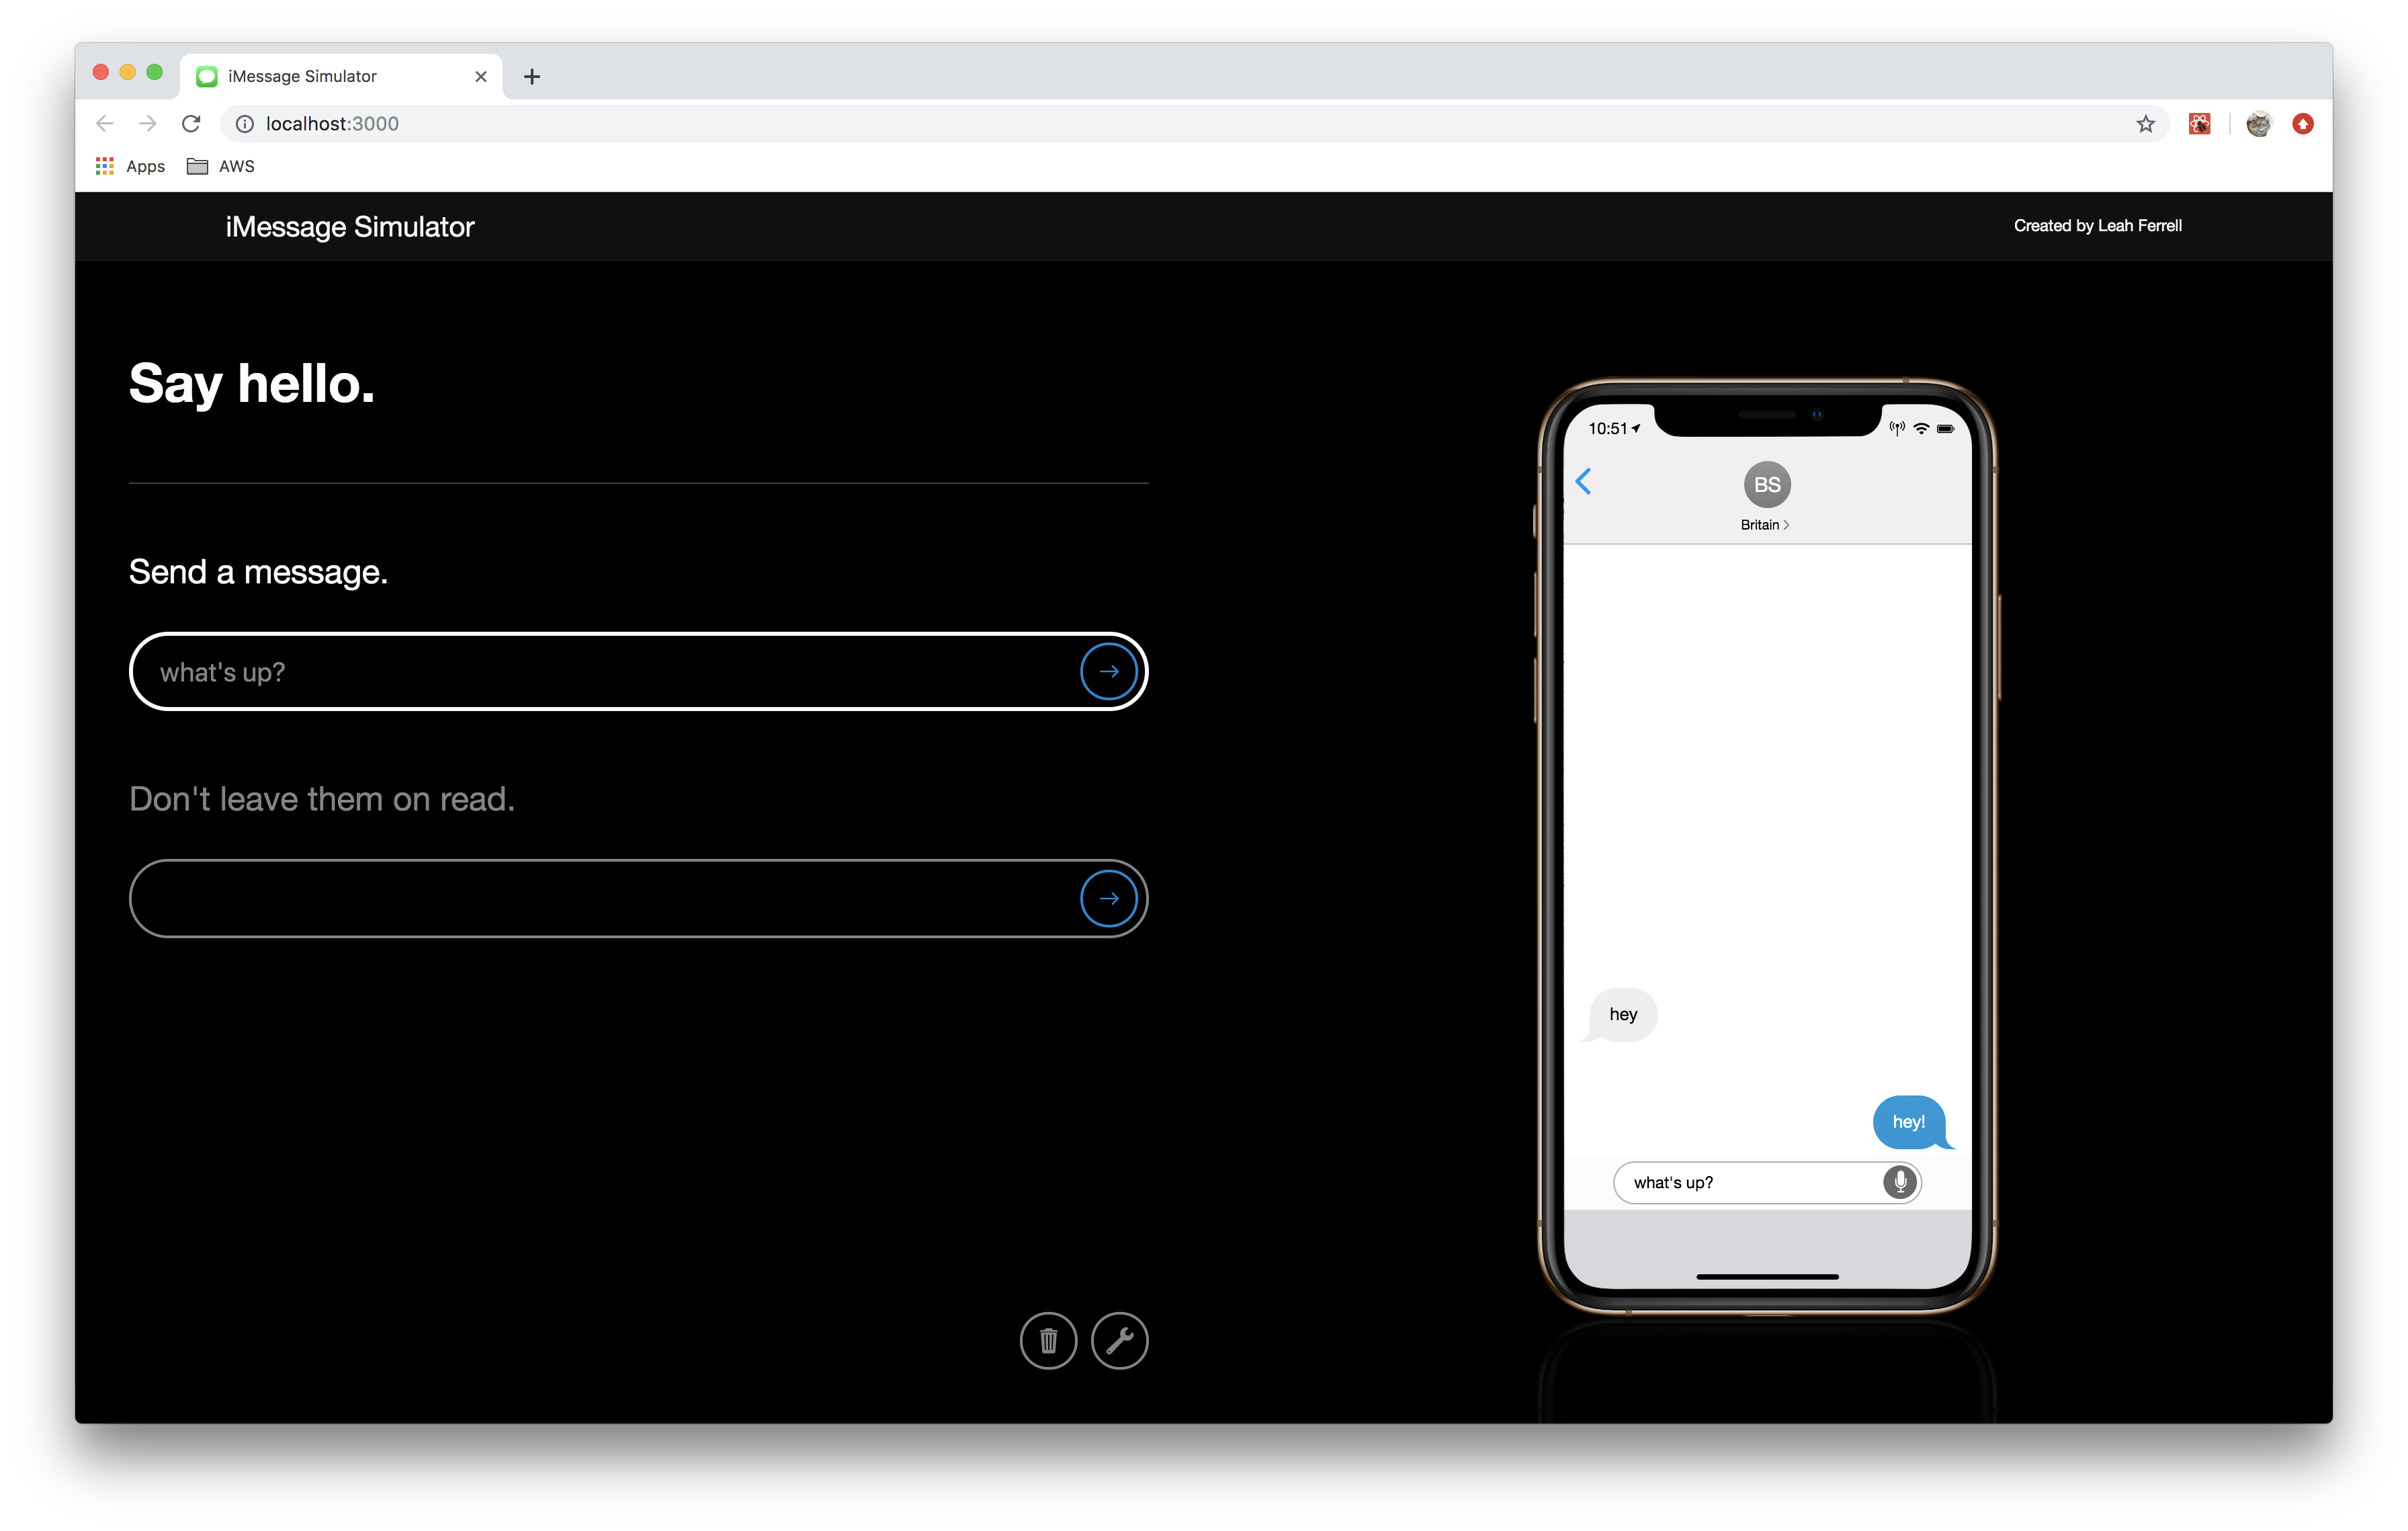 iMessage Simulator
localhost:3000
Apps
AWS
iMessage Simulator
Created by Leah Ferrell
Say hello.
Send a message.
what's up?
Don't leave them on read.
10:51
BS
Britain
hey
hey!
what's up?